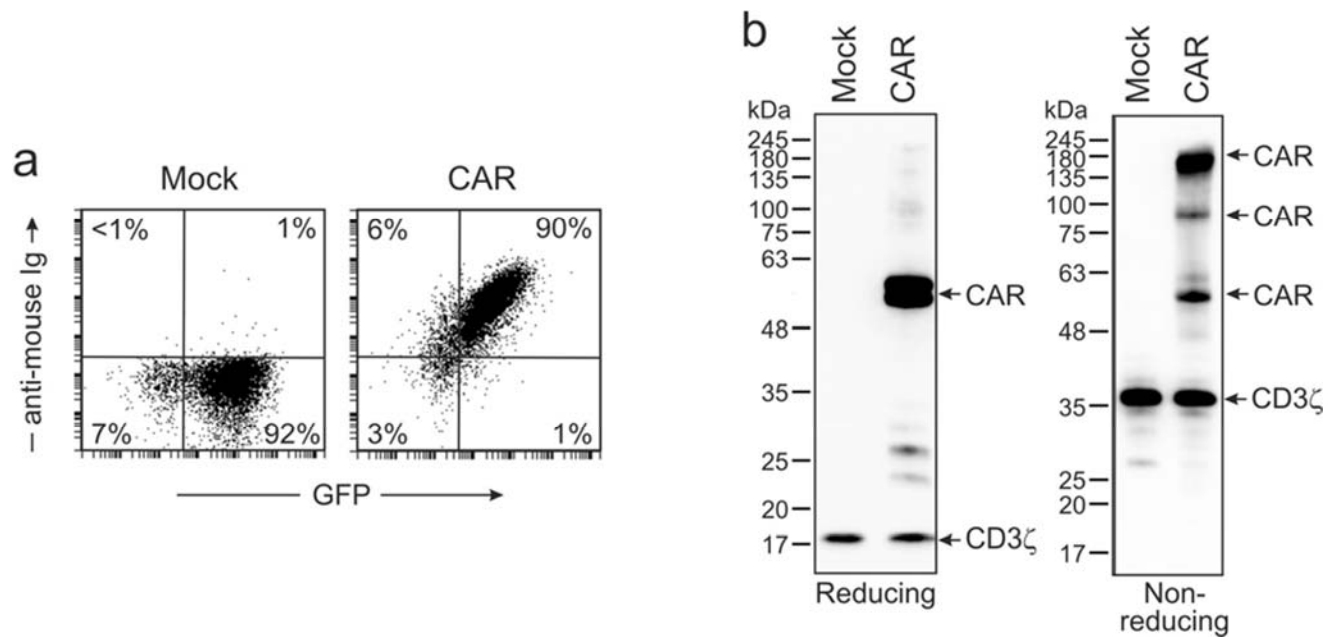 a
Mock
CAR
<1%
1%
7%
92%
6%
90%
3%
1%
— anti-mouse Ig →
— GFP →
b
kDa
Mock
CAR
245
180
135
100
75
63
48
35
25
20
17
CAR
CD3ζ
Reducing
kDa
Mock
CAR
245
180
135
100
75
63
48
35
25
20
17
CAR
CAR
CAR
CD3ζ
Non-
reducing